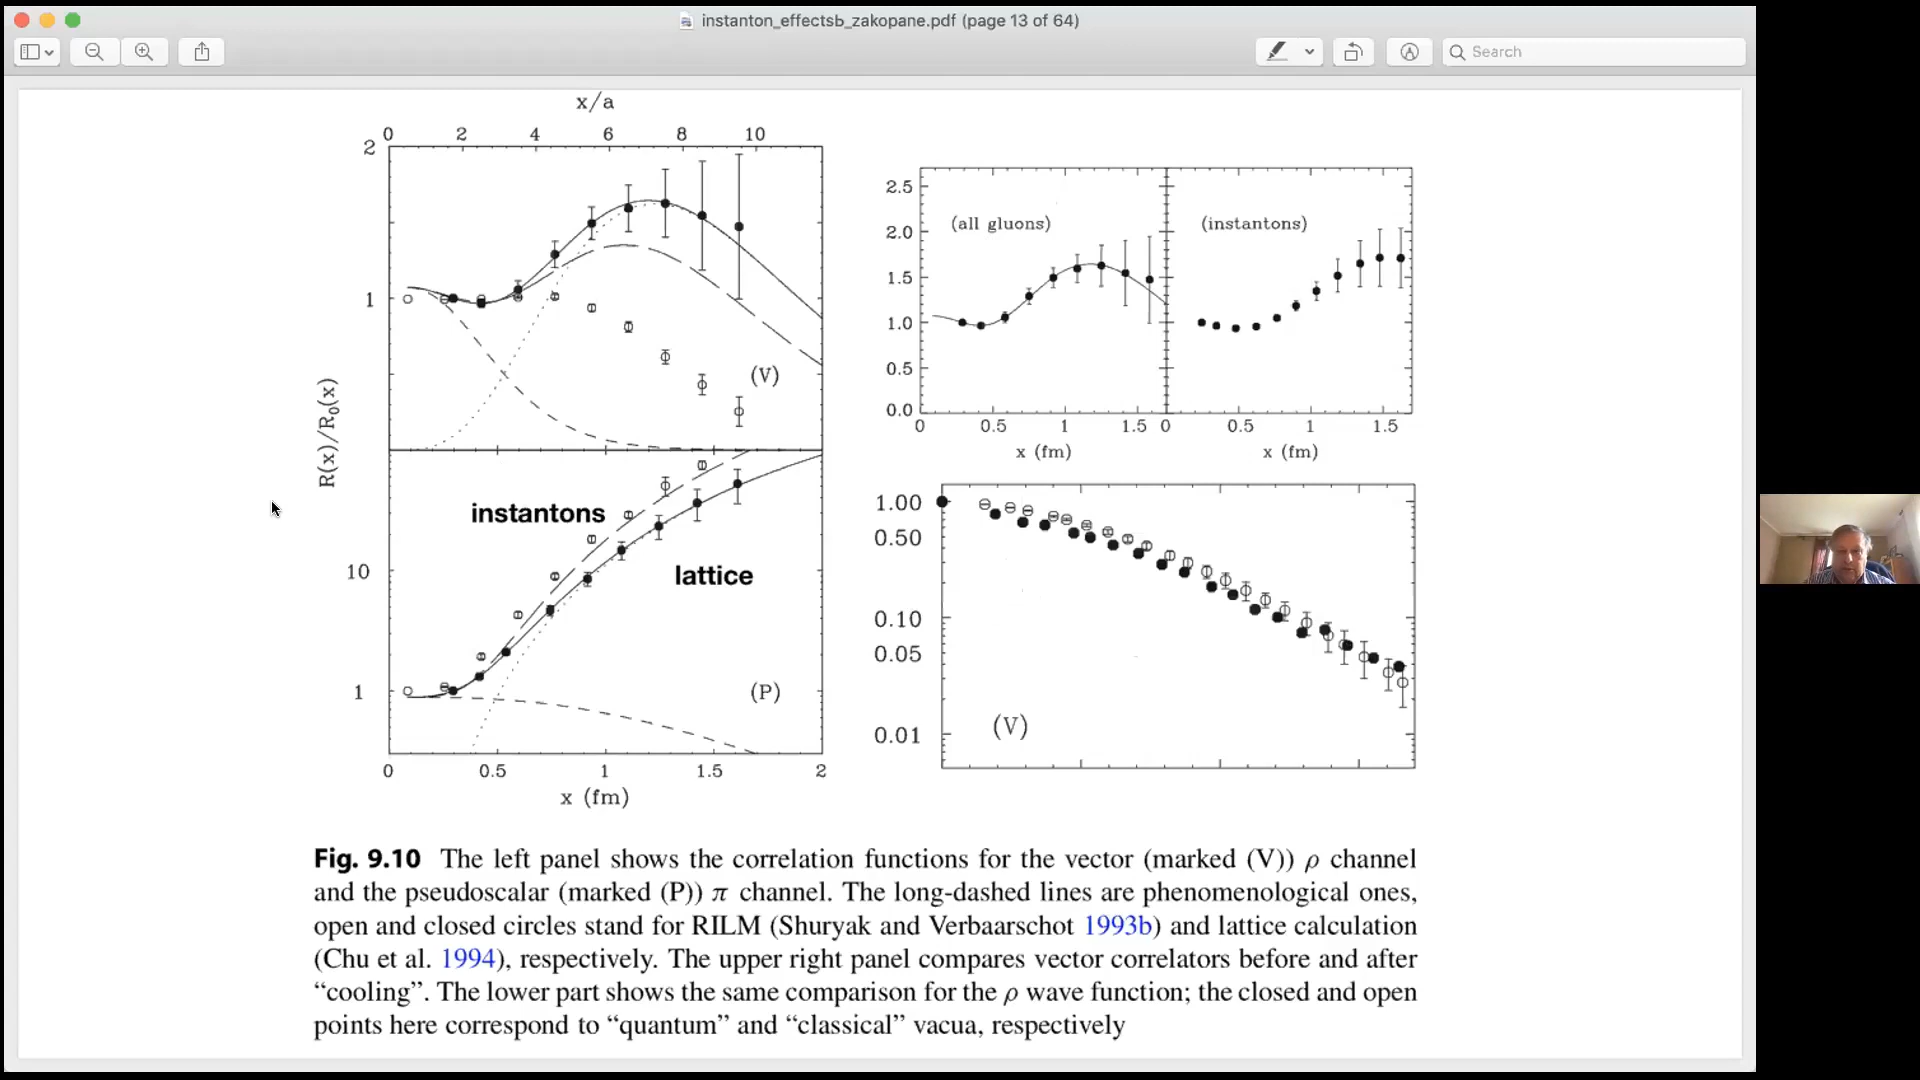 instanton_effectsb_zakopane.pdf (page 13 of 64)
Search
x/a
0 2 4 6 8 10
2
1
(V)
R(x)/R₀(x)
instantons
lattice
10
1
(P)
0 0.5 1 1.5 2
x (fm)
2.5
2.0
1.5
1.0
0.5
0.0
(all gluons)
(instantons)
0 0.5 1 1.5 0 0.5 1 1.5
x (fm) x (fm)
1.00
0.50
0.10
0.05
0.01
(V)
Fig. 9.10 The left panel shows the correlation functions for the vector (marked (V)) ρ channel
and the pseudoscalar (marked (P)) π channel. The long-dashed lines are phenomenological ones,
open and closed circles stand for RILM (Shuryak and Verbaarschot 1993b) and lattice calculation
(Chu et al. 1994), respectively. The upper right panel compares vector correlators before and after
“cooling”. The lower part shows the same comparison for the ρ wave function; the closed and open
points here correspond to “quantum” and “classical” vacua, respectively